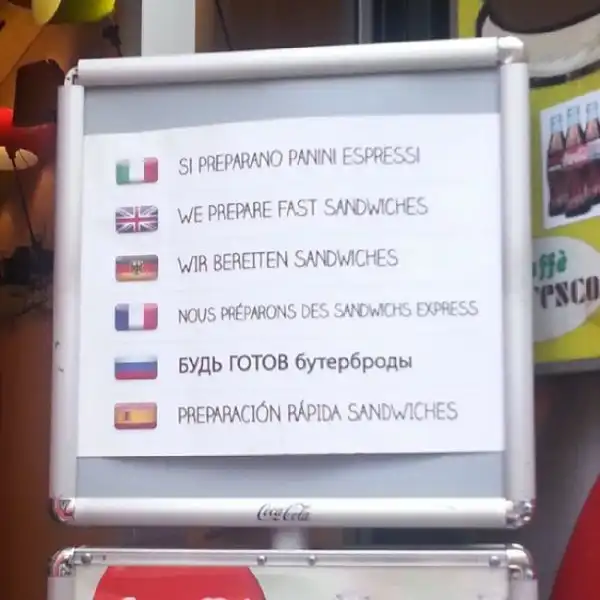 SI PREPARANO PANINI ESPRESSI
WE PREPARE FAST SANDWICHES
WIR BEREITEN SANDWICHES
NOUS PRÉPARONS DES SANDWICHS EXPRESS
БУДЬ ГОТОВ бутерброды
PREPARACIÓN RÁPIDA SANDWICHES
Coca-Cola